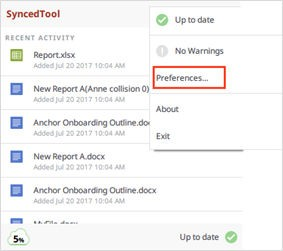 SyncedTool
RECENT ACTIVITY
Report.xlsx
Added Jul 20 2017 10:04 AM
New Report A(Anne collision 0)
Added Jul 20 2017 10:04 AM
Anchor Onboarding Outline.do
Added Jul 20 2017 10:04 AM
New Report A.docx
Added Jul 20 2017 10:04 AM
Anchor Onboarding Outline.docx
Added Jul 20 2017 10:04 AM
MyFile.docx
5%
Up to date
Up to date
No Warnings
Preferences...
About
Exit